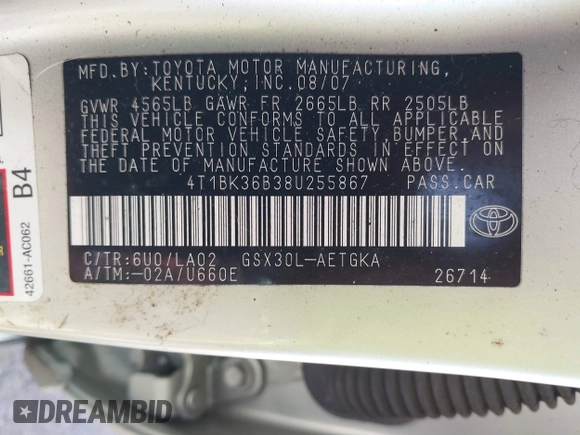 MFD. BY: TOYOTA MOTOR MANUFACTURING,
KENTUCKY, INC. 08/07
GVWR 4565LB GAWR FR 2665LB RR 2505LB
THIS VEHICLE CONFORMS TO ALL APPLICABLE
FEDERAL MOTOR VEHICLE SAFETY, BUMPER AND
THEFT PREVENTION STANDARDS IN EFFECT ON
THE DATE OF MANUFACTURE SHOWN ABOVE.
4T1BK36B38U255867 PASS. CAR
C/TR:6U0/LA02 GSX30L-AETGKA
A/TM:-02A/U660E 26714
TOYOTA
42661-AC062
B4
DREAMBID